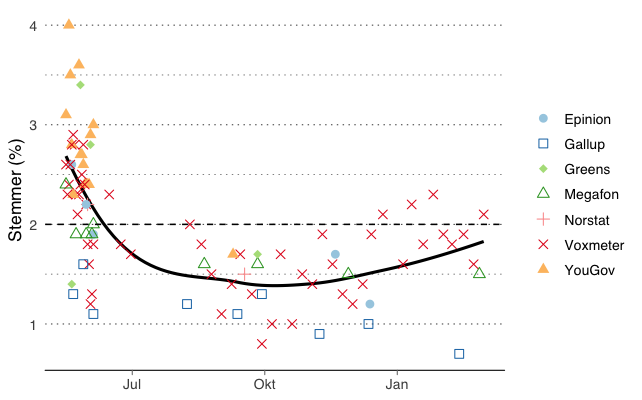 4
3
2
1
Stemmer (%)
Jul
Okt
Jan
Epinion
Gallup
Greens
Megafon
Norstat
Voxmeter
YouGov